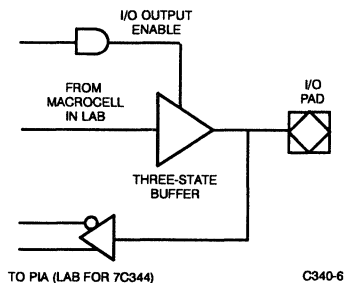 I/O OUTPUT
ENABLE
FROM
MACROCELL
IN LAB
I/O
PAD
THREE-STATE
BUFFER
TO PIA (LAB FOR 7C344)
C340-6